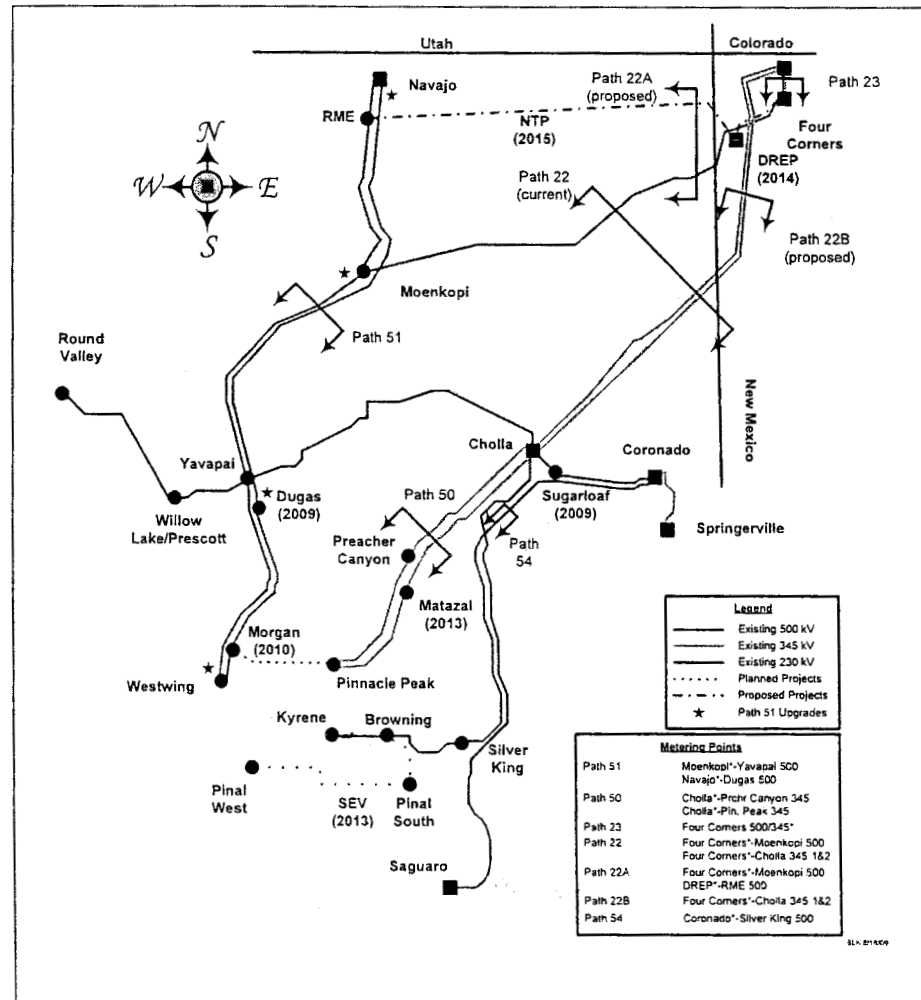 Utah
Colorado
Navajo
Path 22A
(proposed)
Path 23
RME
NTP
(2015)
Four
Corners
DREP
(2014)
N
W
E
S
Path 22
(current)
Path 22B
(proposed)
Moenkopi
Path 51
Round
Valley
New Mexico
Cholla
Coronado
Yavapai
Dugas
(2009)
Path 50
Sugarloaf
(2009)
Willow
Lake/Prescott
Preacher
Canyon
Path
54
Springerville
Matazal
(2013)
Morgan
(2010)
Westwing
Pinnacle Peak
Kyrene
Browning
Silver
King
Pinal
West
SEV
(2013)
Pinal
South
Saguaro
Legend
Existing 500 kV
Existing 345 kV
Existing 230 kV
Planned Projects
Proposed Projects
★ Path 51 Upgrades
Metering Points
Path 51 Moenkopi*-Yavapai 500
Navajo*-Dugas 500
Path 50 Cholla*-Prchr Canyon 345
Cholla*-Pin. Peak 345
Path 23 Four Corners 500/345*
Path 22 Four Corners*-Moenkopi 500
Four Corners*-Cholla 345 1&2
Path 22A Four Corners*-Moenkopi 500
DREP*-RME 500
Path 22B Four Corners*-Cholla 345 1&2
Path 54 Coronado*-Silver King 500